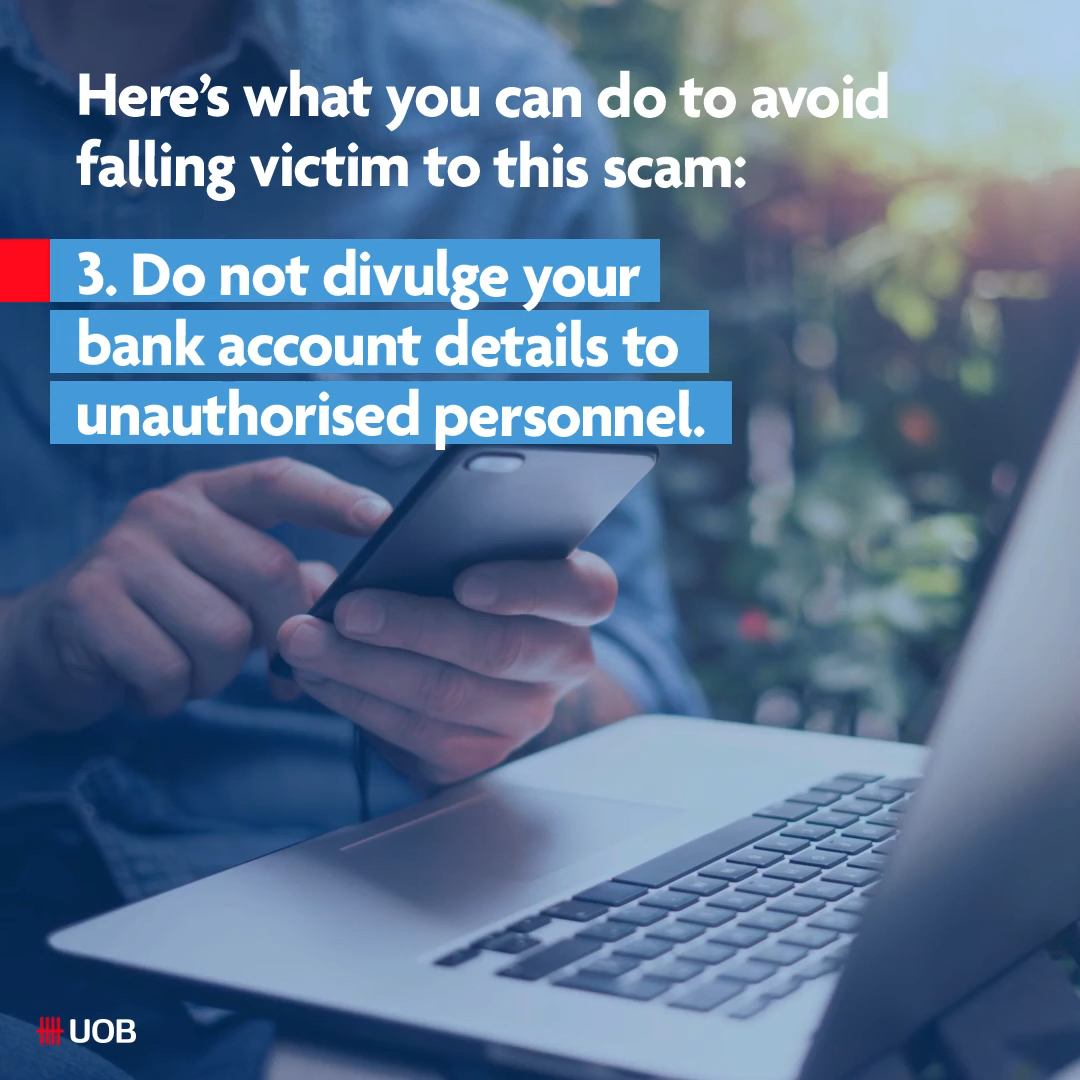 Here’s what you can do to avoid
falling victim to this scam:
3. Do not divulge your
bank account details to
unauthorised personnel.
UOB